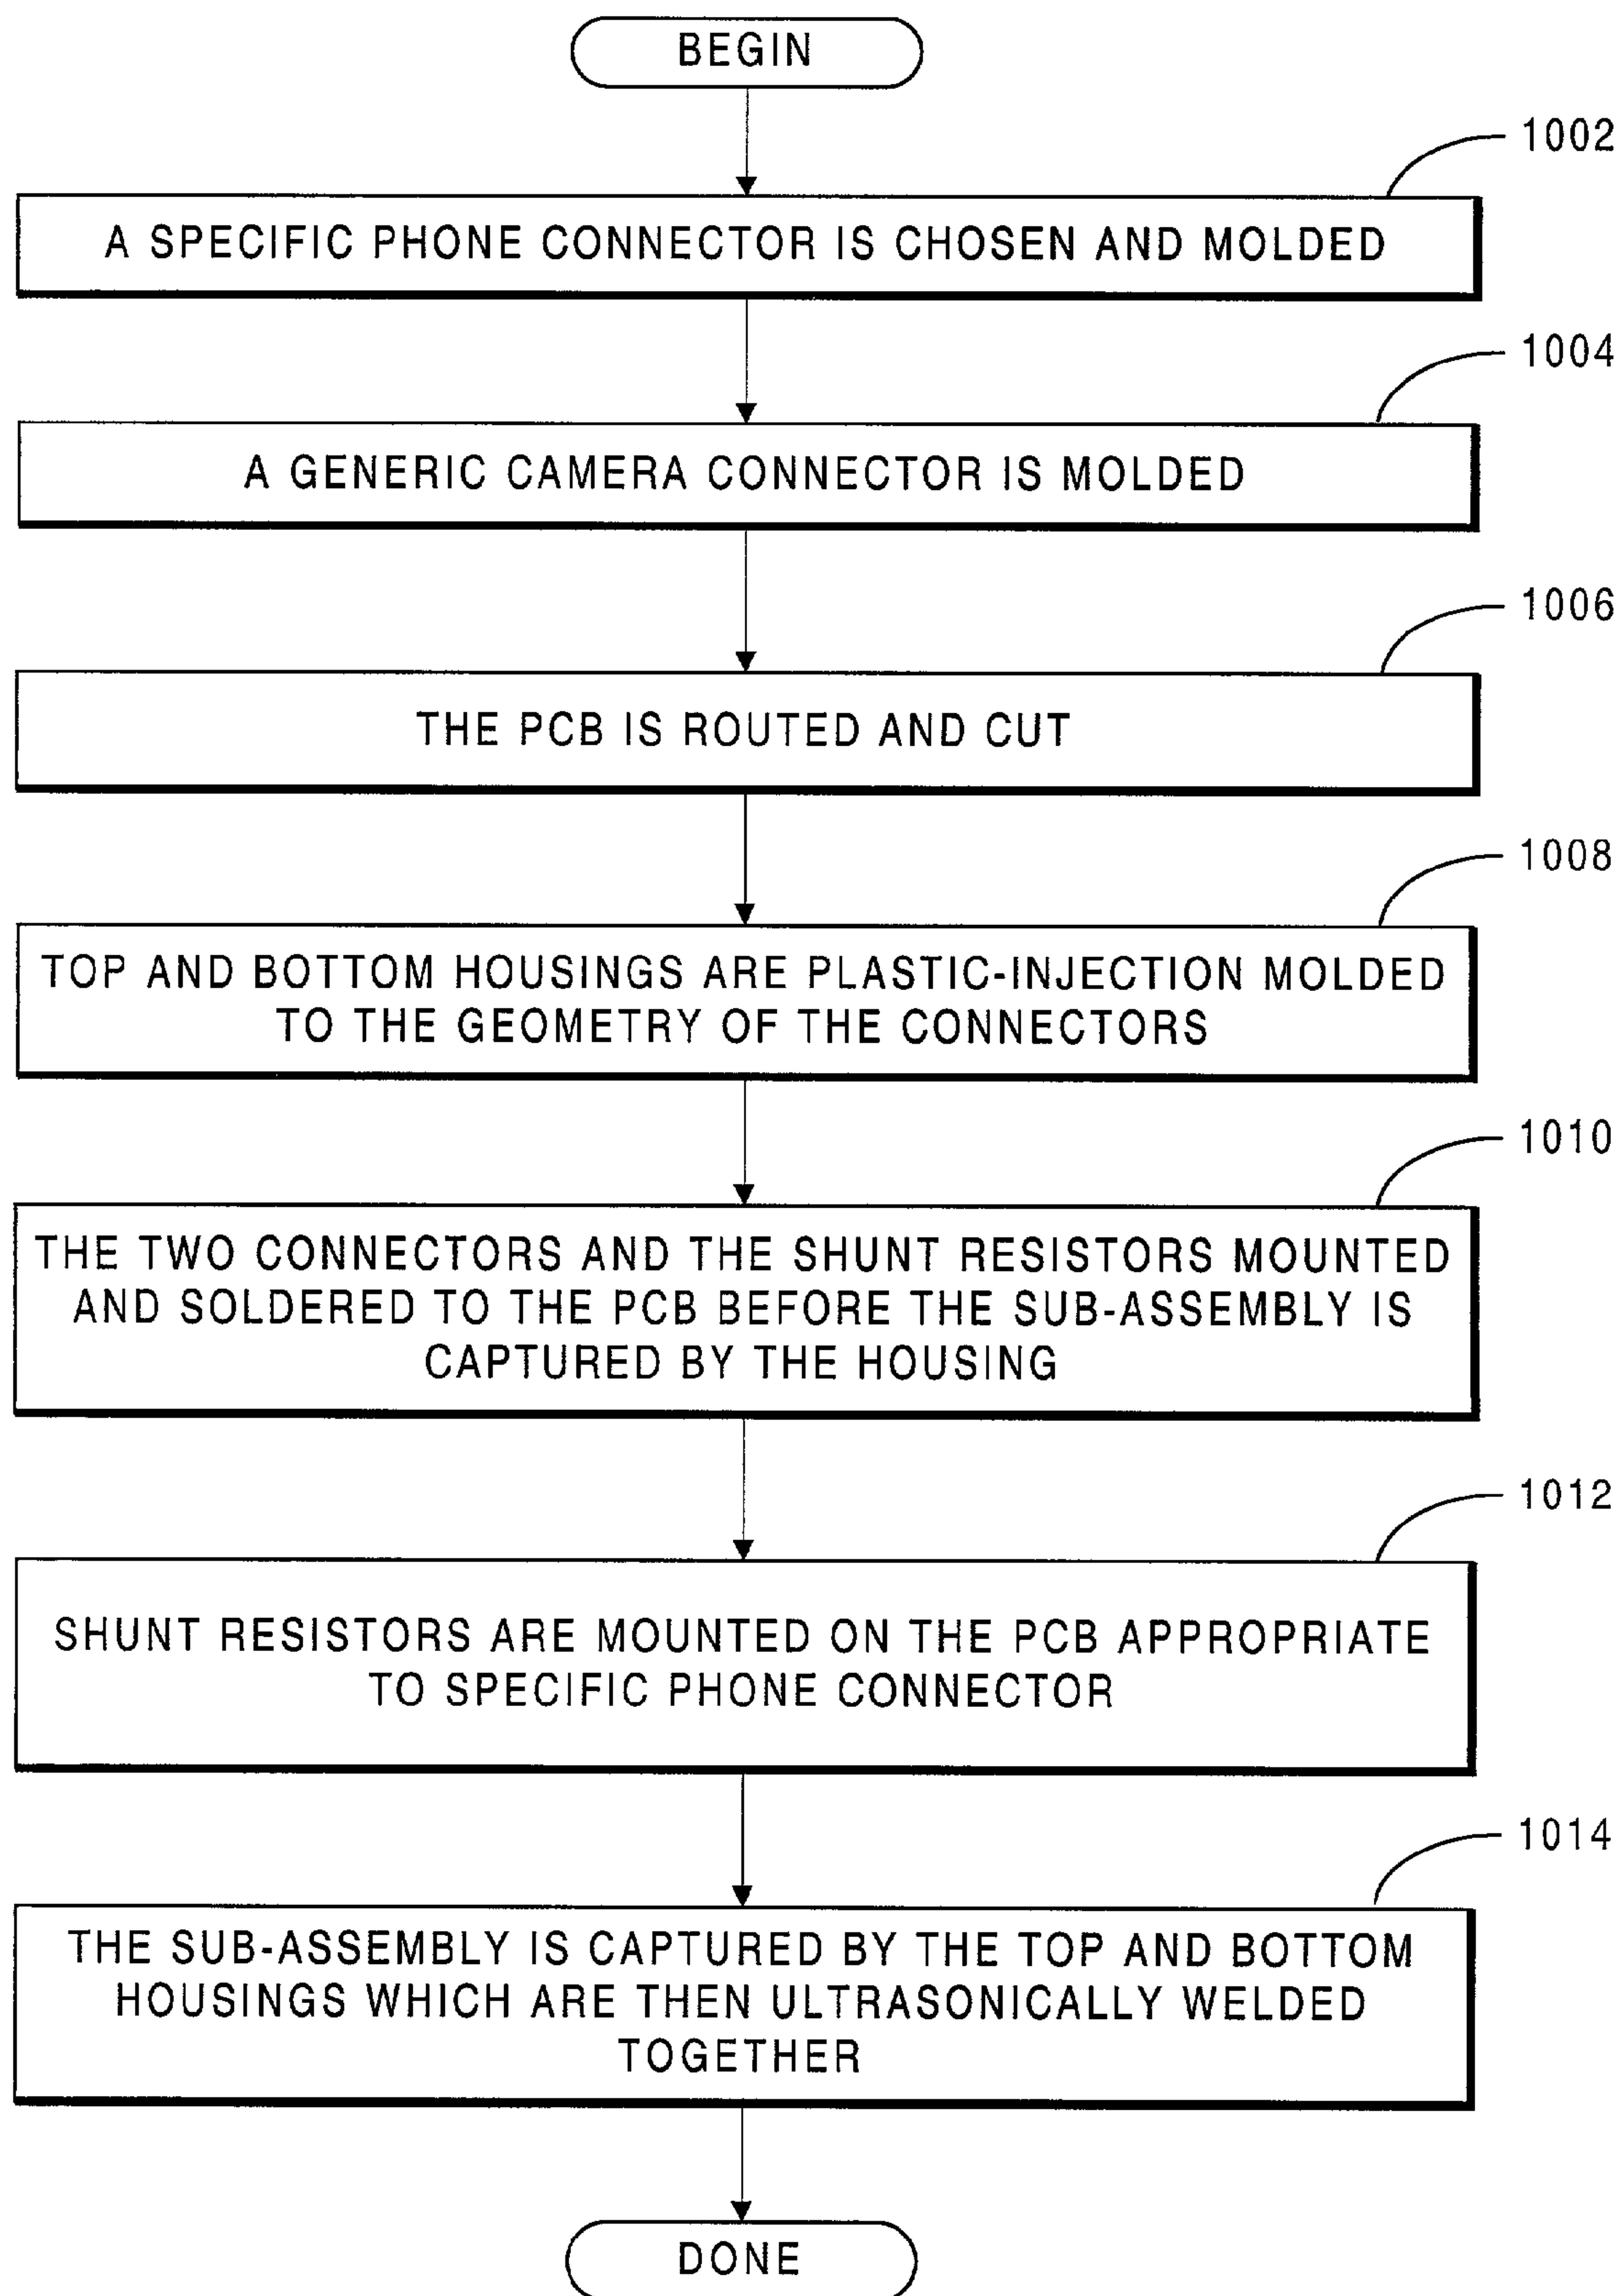 BEGIN
1002
A SPECIFIC PHONE CONNECTOR IS CHOSEN AND MOLDED
1004
A GENERIC CAMERA CONNECTOR IS MOLDED
1006
THE PCB IS ROUTED AND CUT
1008
TOP AND BOTTOM HOUSINGS ARE PLASTIC-INJECTION MOLDED
TO THE GEOMETRY OF THE CONNECTORS
1010
THE TWO CONNECTORS AND THE SHUNT RESISTORS MOUNTED
AND SOLDERED TO THE PCB BEFORE THE SUB-ASSEMBLY IS
CAPTURED BY THE HOUSING
1012
SHUNT RESISTORS ARE MOUNTED ON THE PCB APPROPRIATE
TO SPECIFIC PHONE CONNECTOR
1014
THE SUB-ASSEMBLY IS CAPTURED BY THE TOP AND BOTTOM
HOUSINGS WHICH ARE THEN ULTRASONICALLY WELDED
TOGETHER
DONE